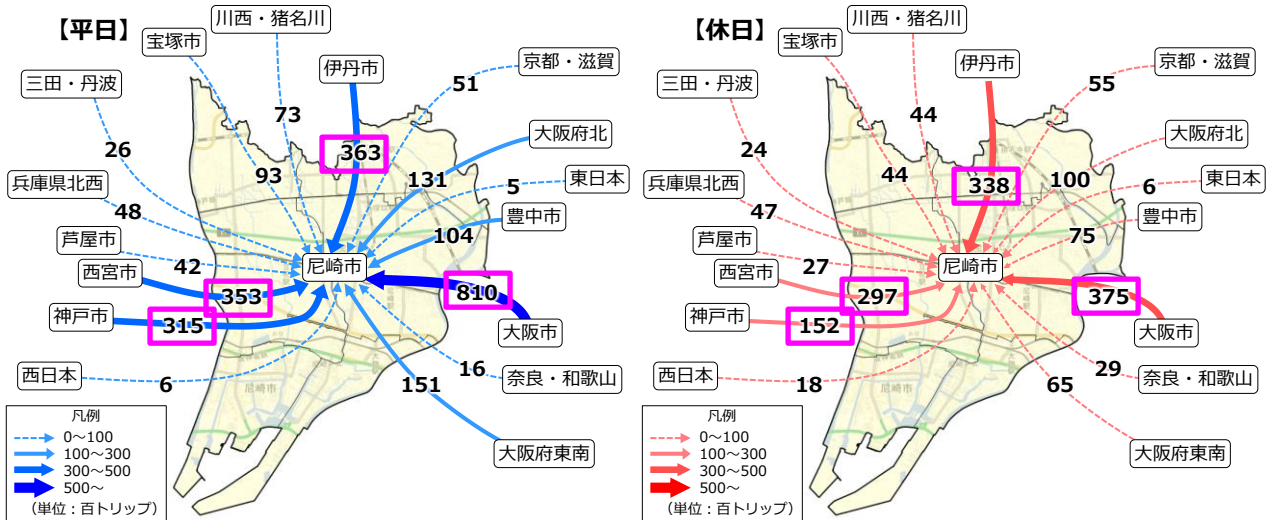 【平日】
川西・猪名川
宝塚市
伊丹市
京都・滋賀
三田・丹波
51
73
大阪府北
26
363
93
131
兵庫県北西
5
東日本
48
豊中市
104
芦屋市
42
尼崎市
西宮市
353
810
神戸市
315
大阪市
西日本
6
16
奈良・和歌山
151
尼崎市
大阪府東南
凡例
0～100
100～300
300～500
500～
（単位：百トリップ）
【休日】
川西・猪名川
宝塚市
伊丹市
京都・滋賀
三田・丹波
55
44
大阪府北
24
44
338
100
兵庫県北西
6
東日本
47
豊中市
75
芦屋市
27
尼崎市
西宮市
297
375
神戸市
152
大阪市
西日本
18
29
奈良・和歌山
65
尼崎市
大阪府東南
凡例
0～100
100～300
300～500
500～
（単位：百トリップ）